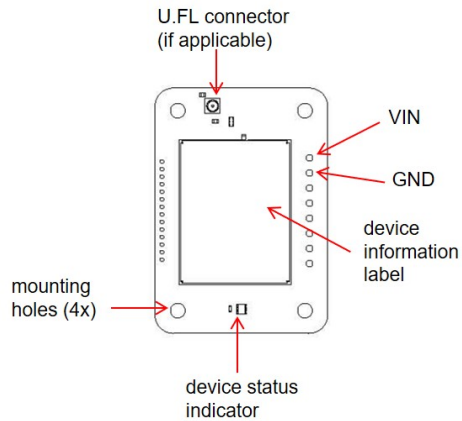 U.FL connector
(if applicable)
VIN
GND
device
information
label
mounting
holes (4x)
device status
indicator